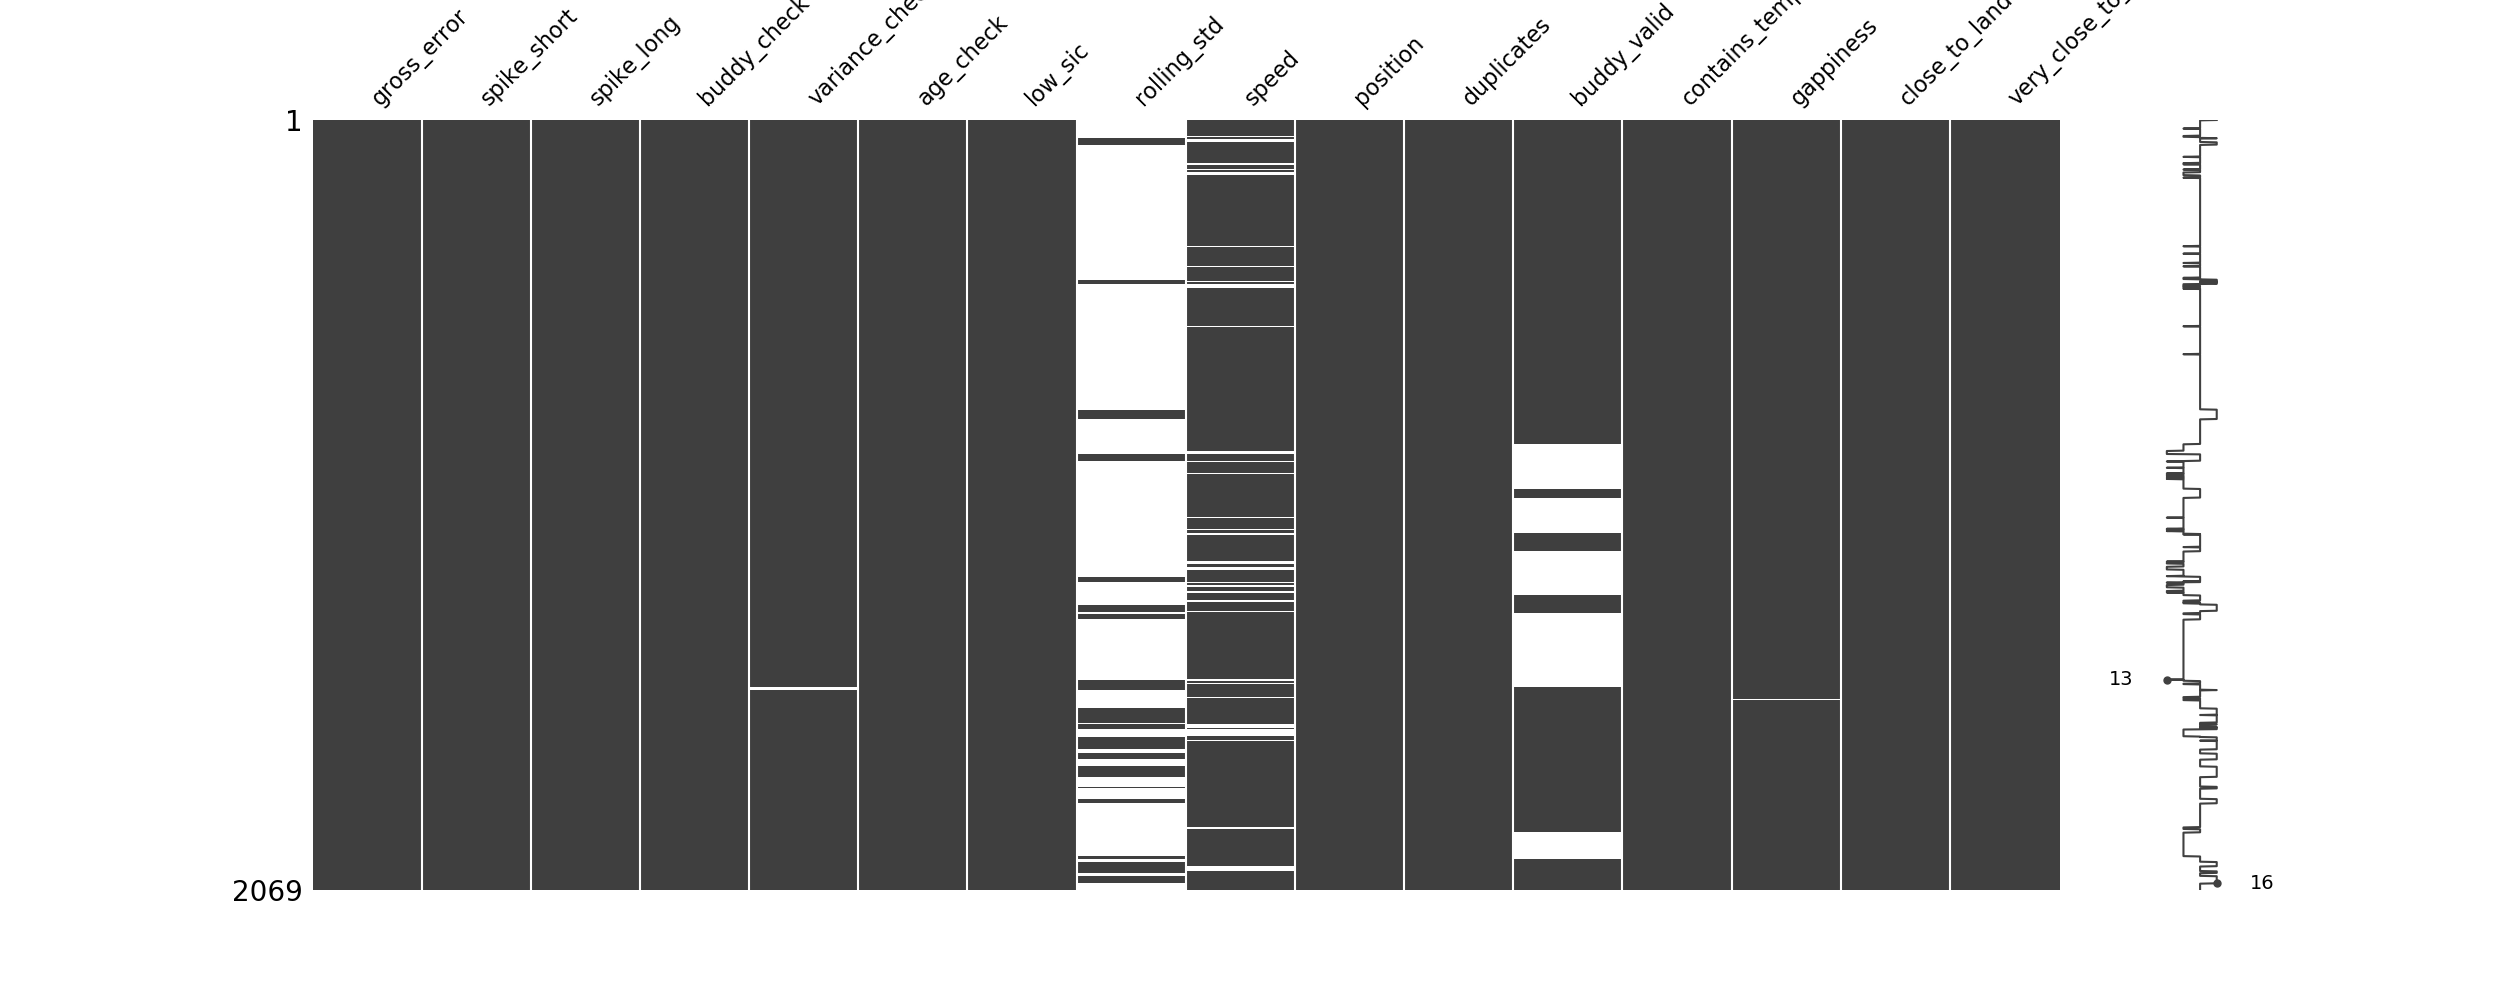 gross_error
spike_short
spike_long
buddy_check
variance_che
age_check
low_sic
rolling_std
speed
position
duplicates
buddy_valid
contains_temp
gappiness
close_to_land
very_close_to_
1
2069
13
16